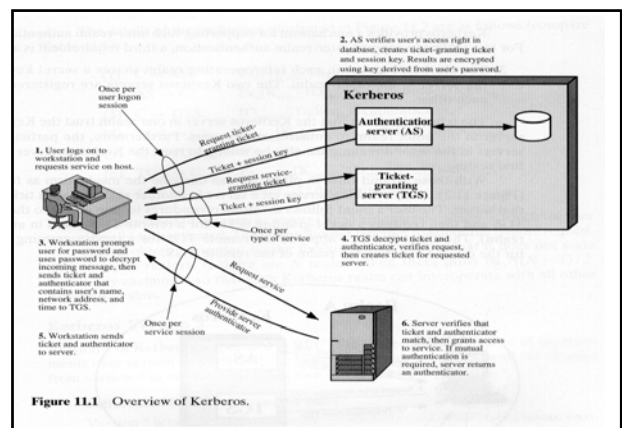 2. AS verifies user's access right in
database, creates ticket-granting ticket
and session key. Results are encrypted
using key derived from user's password.
Once per
user logon
session
Kerberos
Request ticket-
granting ticket
Authentication
server (AS)
Ticket + session key
1. User logs on to
workstation and
requests service on host.
Request service-
granting ticket
Ticket-
granting
server (TGS)
Ticket + session key
Once per
type of service
3. Workstation prompts
user for password and
uses password to decrypt
incoming message, then
sends ticket and
authenticator that
contains user's name,
network address, and
time to TGS.
4. TGS decrypts ticket and
authenticator, verifies request,
then creates ticket for requested
server.
Request service
Provide server
authenticator
5. Workstation sends
ticket and authenticator
to server.
Once per
service session
6. Server verifies that
ticket and authenticator
match, then grants access
to service. If mutual
authentication is
required, server returns
an authenticator.
Figure 11.1 Overview of Kerberos.